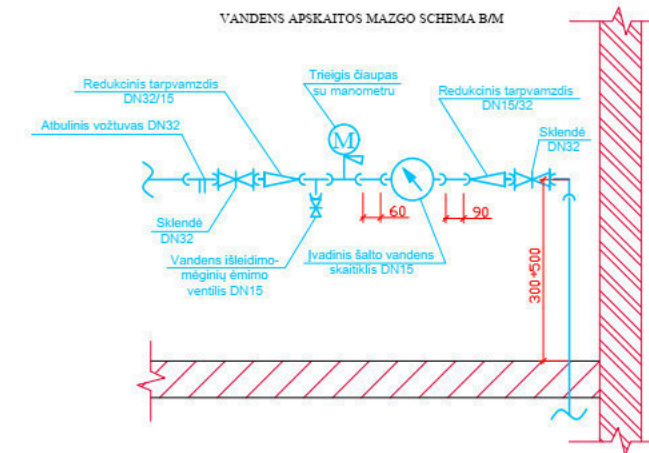 VANDENS APSKAITOS MAZGO SCHEMA B/M
Redukcinis tarpvamzdis
DN32/15
Trieigis čiaupas
su manometru
Redukcinis tarpvamzdis
DN15/32
Atbulinis vožtuvas DN32
Sklendė
DN32
M
60
90
Sklendė
DN32
Vandens išleidimo-
mėginių ėmimo
ventilis DN15
Įvadinis šalto vandens
skaitiklis DN15
300÷500